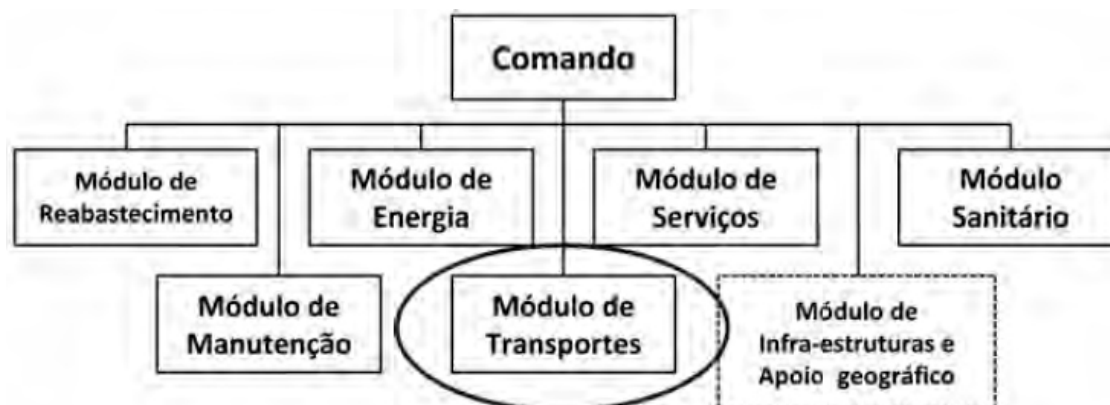 Comando
Módulo de
Reabastecimento
Módulo de
Energia
Módulo de
Serviços
Módulo
Sanitário
Módulo de
Manutenção
Módulo de
Transportes
Módulo de
Infra-estruturas e
Apoio geográfico